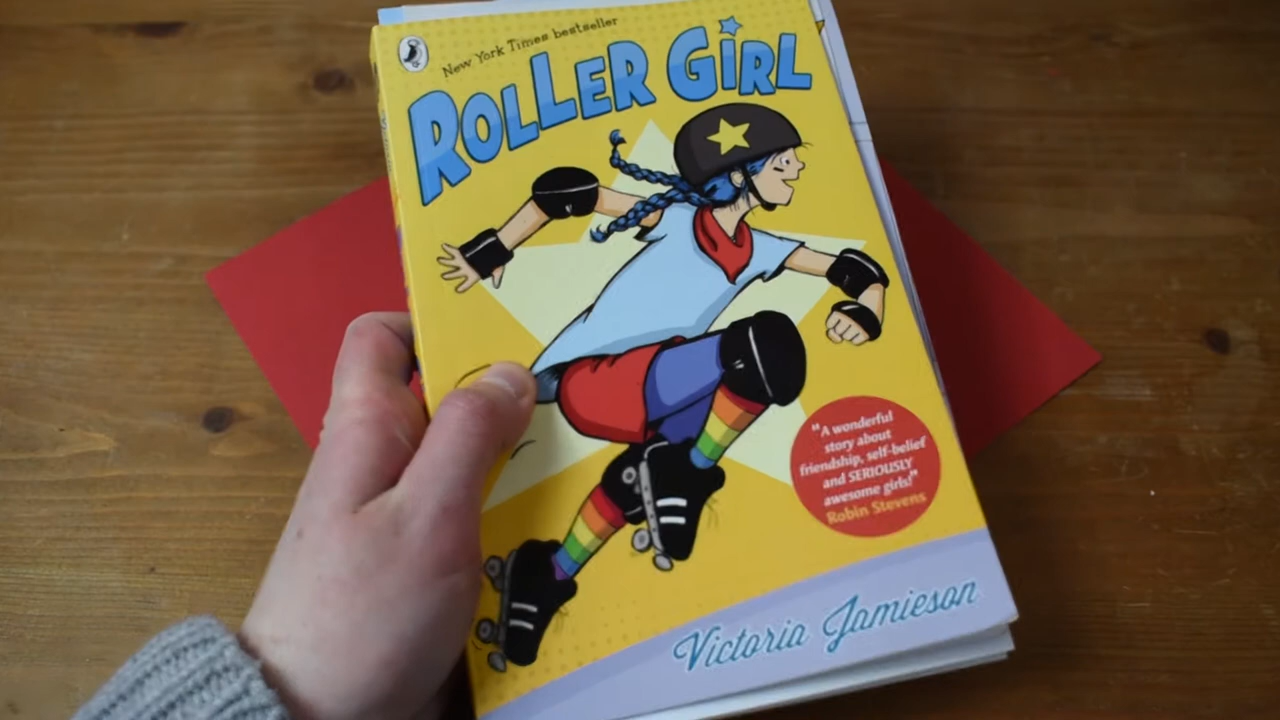 New York Times bestseller
ROLLER GIRL
"A wonderful
story about
friendship, self-belief
and SERIOUSLY
awesome girls!"
Robin Stevens
Victoria Jamieson